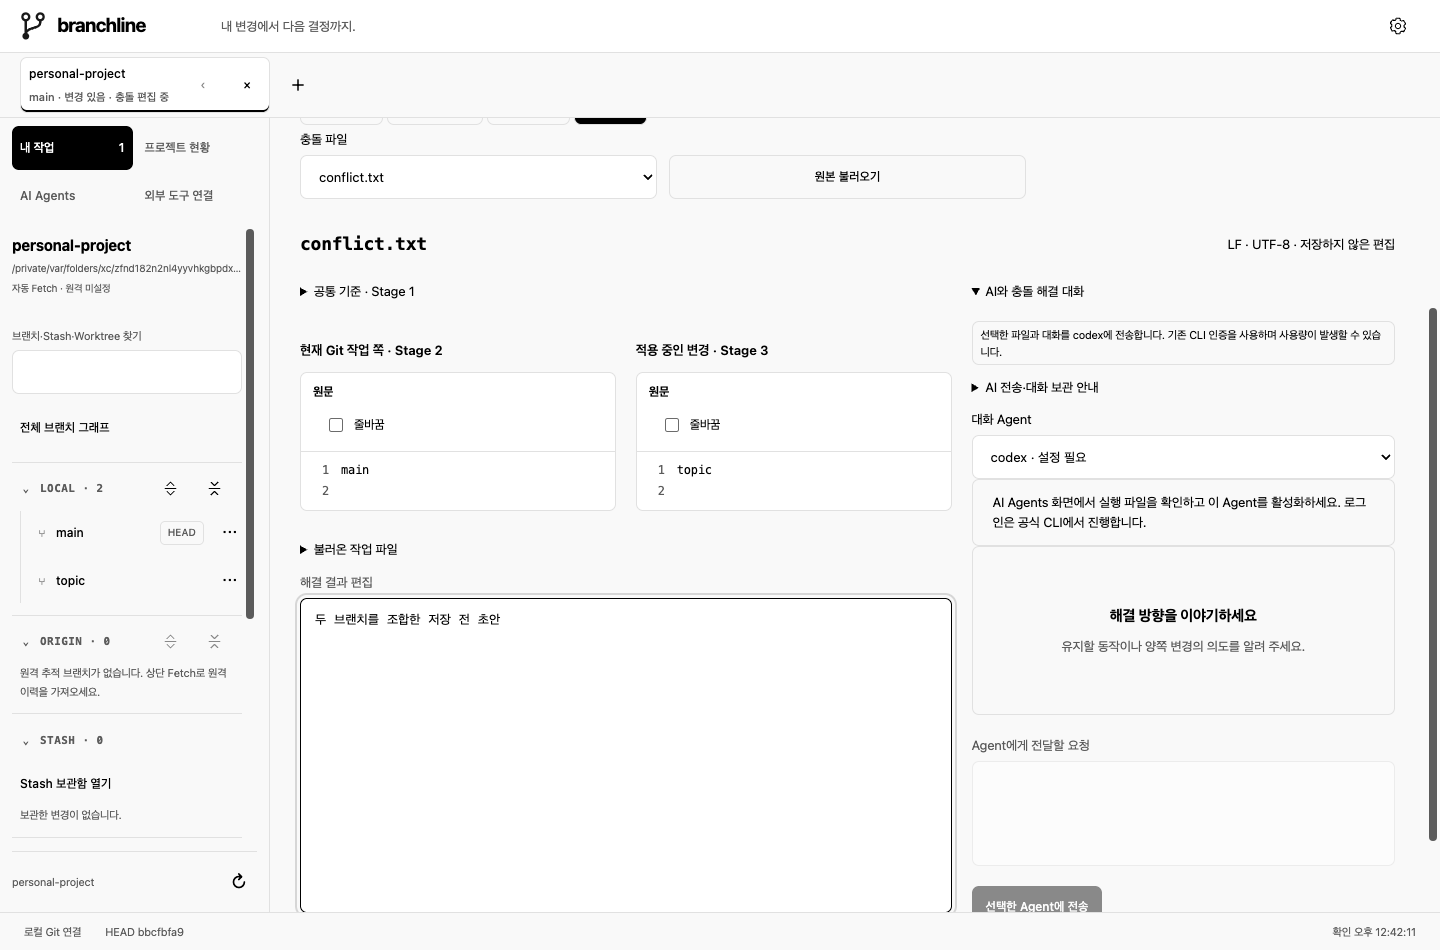 branchline
내 변경에서 다음 결정까지.
personal-project
main · 변경 있음 · 충돌 편집 중
내 작업 1
프로젝트 현황
AI Agents
외부 도구 연결
personal-project
/private/var/folders/xc/zfnd182n2nl4yyvhkgbpdx...
자동 Fetch · 원격 미설정
브랜치·Stash·Worktree 찾기
전체 브랜치 그래프
LOCAL · 2
main HEAD
topic
ORIGIN · 0
원격 추적 브랜치가 없습니다. 상단 Fetch로 원격
이력을 가져오세요.
STASH · 0
Stash 보관함 열기
보관한 변경이 없습니다.
personal-project
충돌 파일
conflict.txt
원본 불러오기
conflict.txt
LF · UTF-8 · 저장하지 않은 편집
공통 기준 · Stage 1
현재 Git 작업 쪽 · Stage 2
원문
줄바꿈
1 main
2
적용 중인 변경 · Stage 3
원문
줄바꿈
1 topic
2
불러온 작업 파일
해결 결과 편집
두 브랜치를 조합한 저장 전 초안
AI와 충돌 해결 대화
선택한 파일과 대화를 codex에 전송합니다. 기존 CLI 인증을 사용하며 사용량이 발생할 수 있습
니다.
AI 전송·대화 보관 안내
대화 Agent
codex · 설정 필요
AI Agents 화면에서 실행 파일을 확인하고 이 Agent를 활성화하세요. 로그
인은 공식 CLI에서 진행합니다.
해결 방향을 이야기하세요
유지할 동작이나 양쪽 변경의 의도를 알려 주세요.
Agent에게 전달할 요청
선택한 Agent에 전송
로컬 Git 연결
HEAD bbcfbfa9
확인 오후 12:42:11